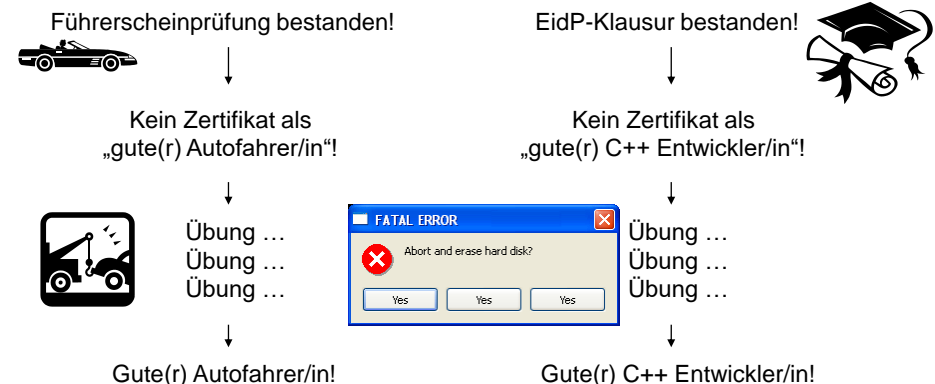 Führerscheinprüfung bestanden!
Kein Zertifikat als
„gute(r) Autofahrer/in“!
Übung …
Übung …
Übung …
Gute(r) Autofahrer/in!
FATAL ERROR
Abort and erase hard disk?
Yes
Yes
Yes
EidP-Klausur bestanden!
Kein Zertifikat als
„gute(r) C++ Entwickler/in“!
Übung …
Übung …
Übung …
Gute(r) C++ Entwickler/in!